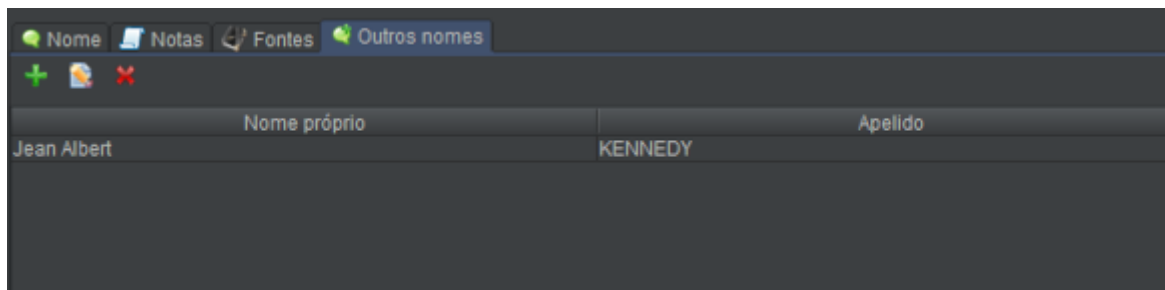 Nome Notas Fontes Outros nomes
Nome próprio Apelido
Jean Albert KENNEDY